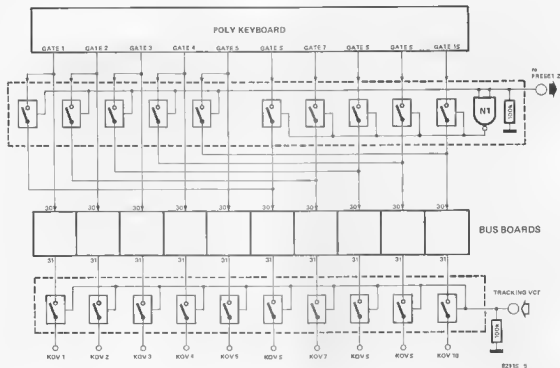 POLY KEYBOARD
GATE 1 GATE 2 GATE 3 GATE 4 GATE 5 GATE 6 GATE 7 GATE 8 GATE 9 GATE 10
to
PRESET 2
N1
100k
30 30 30 30 30 30 30 30 30 30
BUS BOARDS
31 31 31 31 31 31 31 31 31 31
TRACKING VCF
100k
KOV 1 KOV 2 KOV 3 KOV 4 KOV 5 KOV 6 KOV 7 KOV 8 KOV 9 KOV 10